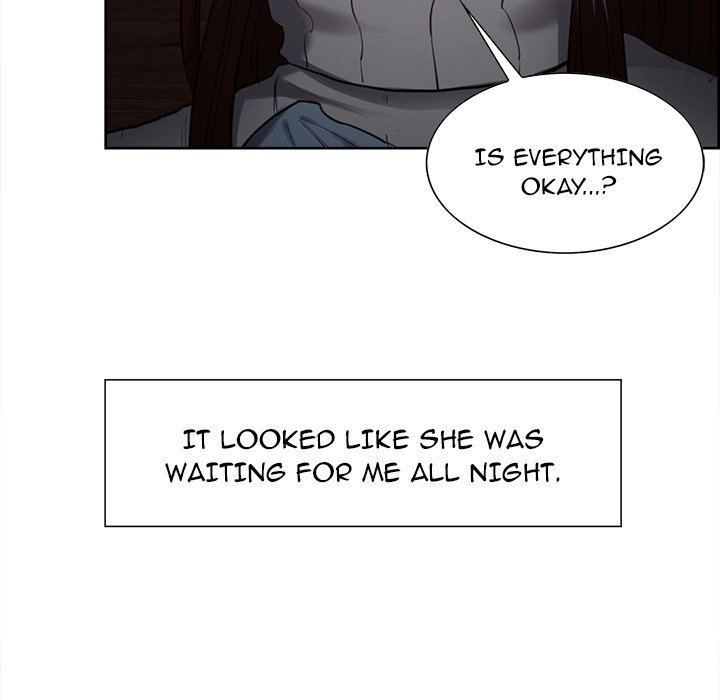 IS EVERYTHING
OKAY...?
IT LOOKED LIKE SHE WAS
WAITING FOR ME ALL NIGHT.